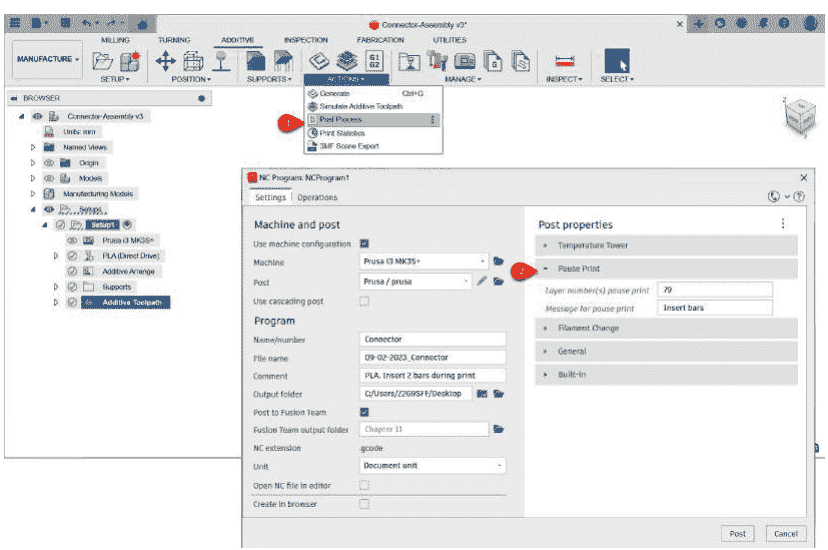 Connector-Assembly v3*
MILLING TURNING ADDITIVE INSPECTION FABRICATION UTILITIES
MANUFACTURE
G1
G2
G
SETUP POSITION SUPPORTS ACTIONS MANAGE INSPECT SELECT
BROWSER
Connector-Assembly v3
Units: mm
Named Views
Origin
Models
Manufacturing Models
Setups
Setup1
Prusa i3 MK3S+
PLA (Direct Drive)
Additive Arrange
Supports
Additive Toolpath
Generate Ctrl+G
Simulate Additive Toolpath
1
Post Process
Print Statistics
3MF Scene Export
NC Program: NCProgram1
Settings Operations
Machine and post
Use machine configuration
Machine Prusa i3 MK3S+
Post Prusa / prusa
Use cascading post
Program
Name/number Connector
File name 09-02-2023_Connector
Comment PLA, Insert 2 bars during print
Output folder
Post to Fusion Team
Fusion Team output folder Chapter 11
NC extension .gcode
Unit Document unit
Open NC file in editor
Create in browser
Post properties
Temperature Tower
2
Pause Print
Layer number(s) pause print 79
Message for pause print Insert bars
Filament Change
General
Built-in
Post Cancel